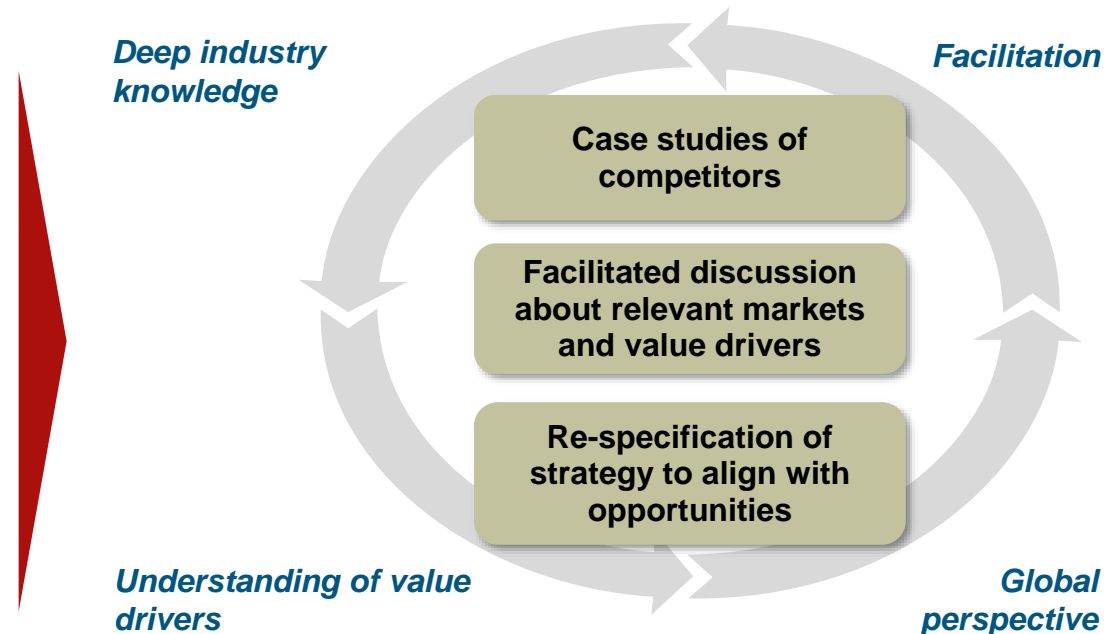 Deep industry
knowledge
Facilitation
Case studies of
competitors
Facilitated discussion
about relevant markets
and value drivers
Re-specification of
strategy to align with
opportunities
Understanding of value
drivers
Global
perspective